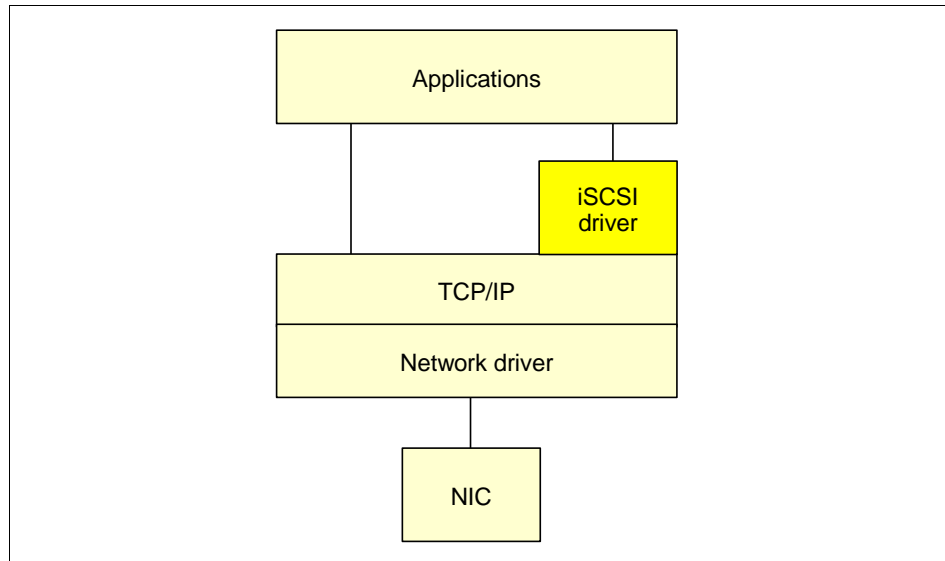 Applications
iSCSI
driver
TCP/IP
Network driver
NIC